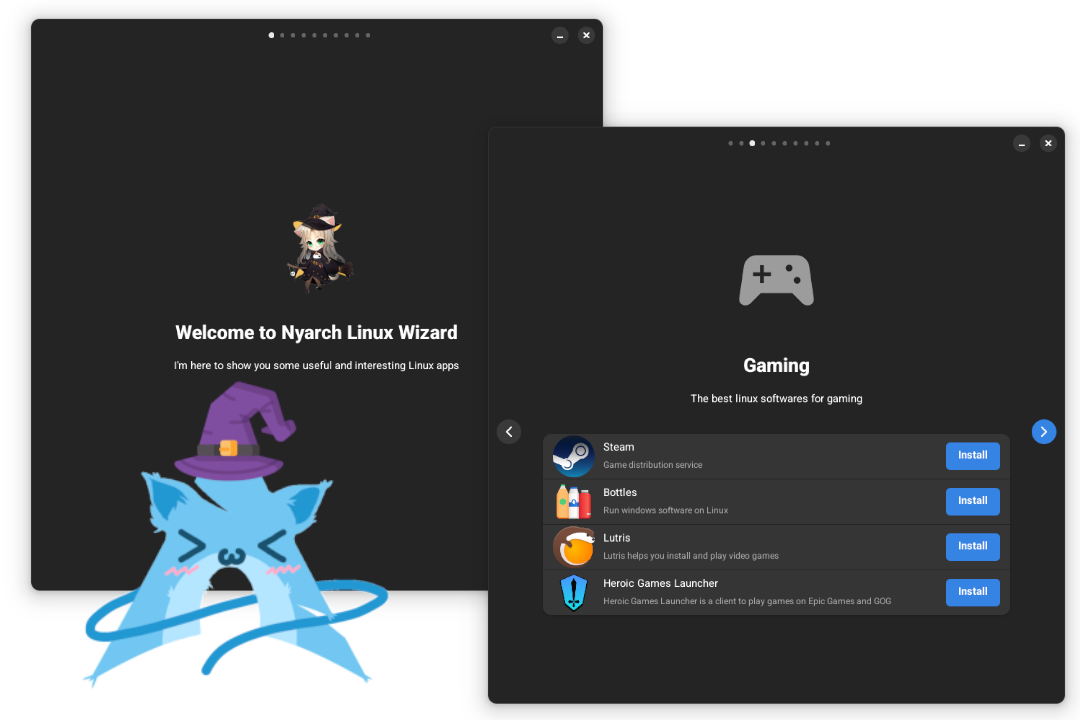 Welcome to Nyarch Linux Wizard
I'm here to show you some useful and interesting Linux apps
Gaming
The best linux softwares for gaming
Steam
Game distribution service
Install
Bottles
Run windows software on Linux
Install
Lutris
Lutris helps you install and play video games
Install
Heroic Games Launcher
Heroic Games Launcher is a client to play games on Epic Games and GOG
Install